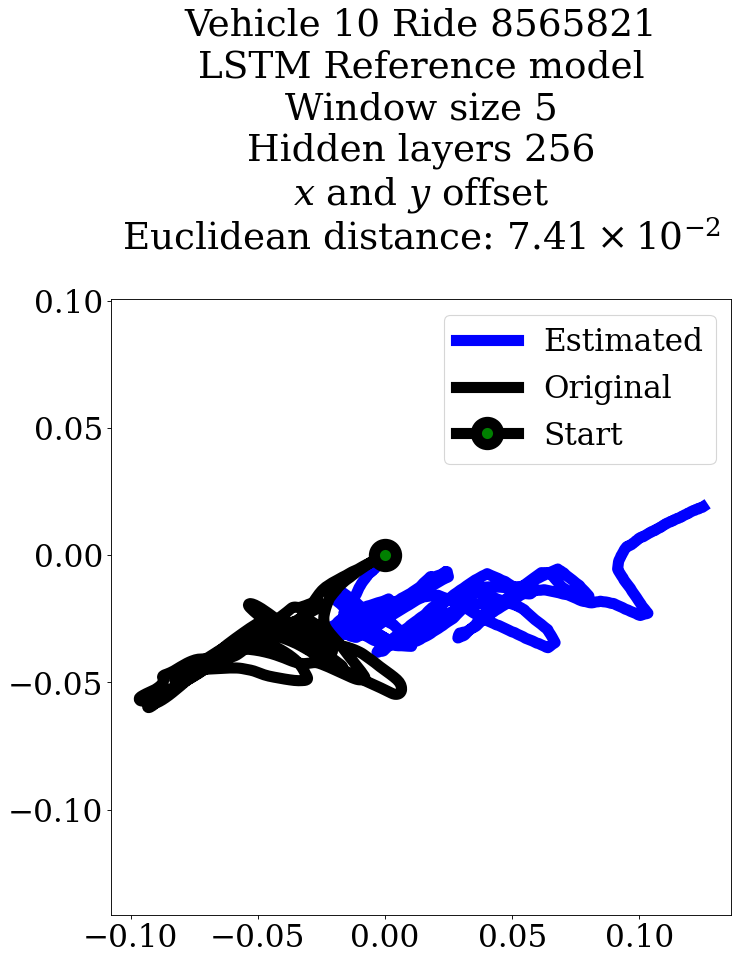 Vehicle 10 Ride 8565821
LSTM Reference model
Window size 5
Hidden layers 256
x and y offset
Euclidean distance: 7.41 × 10⁻²
0.10
Estimated
Original
Start
0.05
0.00
−0.05
−0.10
−0.10 −0.05 0.00 0.05 0.10